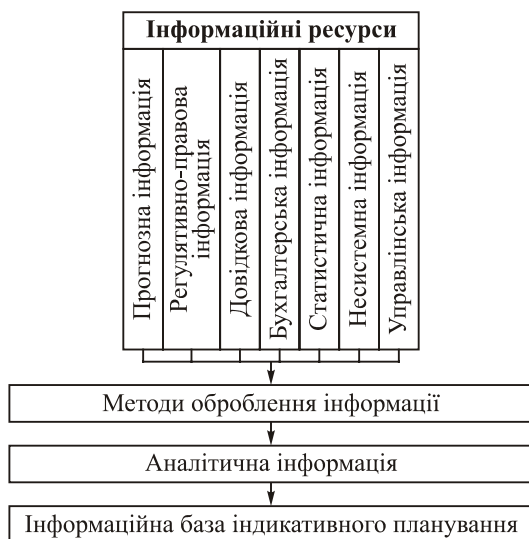 Інформаційні ресурси
Прогнозна інформація
Регулятивно-правова
інформація
Довідкова інформація
Бухгалтерська інформація
Статистична інформація
Несистемна інформація
Управлінська інформація
Методи оброблення інформації
Аналітична інформація
Інформаційна база індикативного планування